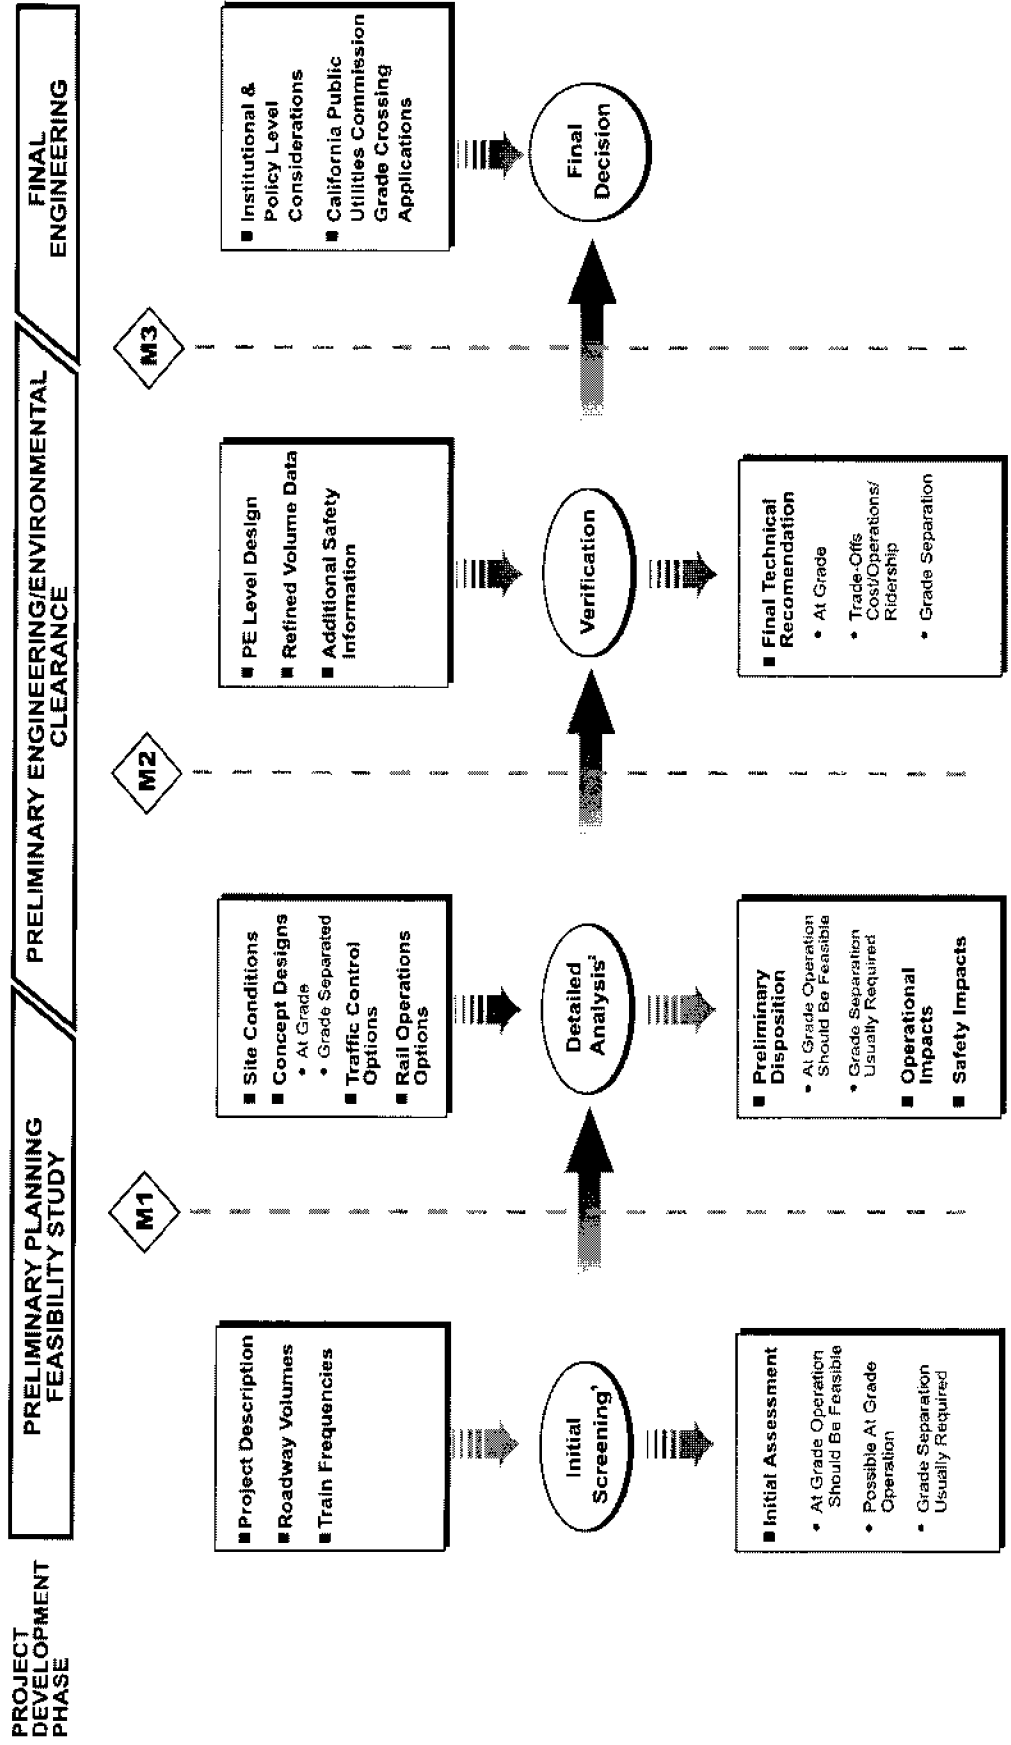 PROJECT
DEVELOPMENT
PHASE
PRELIMINARY PLANNING
FEASIBILITY STUDY
PRELIMINARY ENGINEERING/ENVIRONMENTAL
CLEARANCE
FINAL
ENGINEERING
M1
M2
M3
■ Project Description
■ Roadway Volumes
■ Train Frequencies
■ Site Conditions
■ Concept Designs
• At Grade
• Grade Separated
■ Traffic Control
Options
■ Rail Operations
Options
■ PE Level Design
■ Refined Volume Data
■ Additional Safety
Information
■ Institutional &
Policy Level
Considerations
■ California Public
Utilities Commission
Grade Crossing
Applications
Initial
Screening¹
Detailed
Analysis²
Verification
Final
Decision
■ Initial Assessment
• At Grade Operation
Should Be Feasible
• Possible At Grade
Operation
• Grade Separation
Usually Required
■ Preliminary
Disposition
• At Grade Operation
Should Be Feasible
• Grade Separation
Usually Required
■ Operational
Impacts
■ Safety Impacts
■ Final Technical
Recomendation
• At Grade
• Trade-Offs
Cost/Operations/
Ridership
• Grade Separation